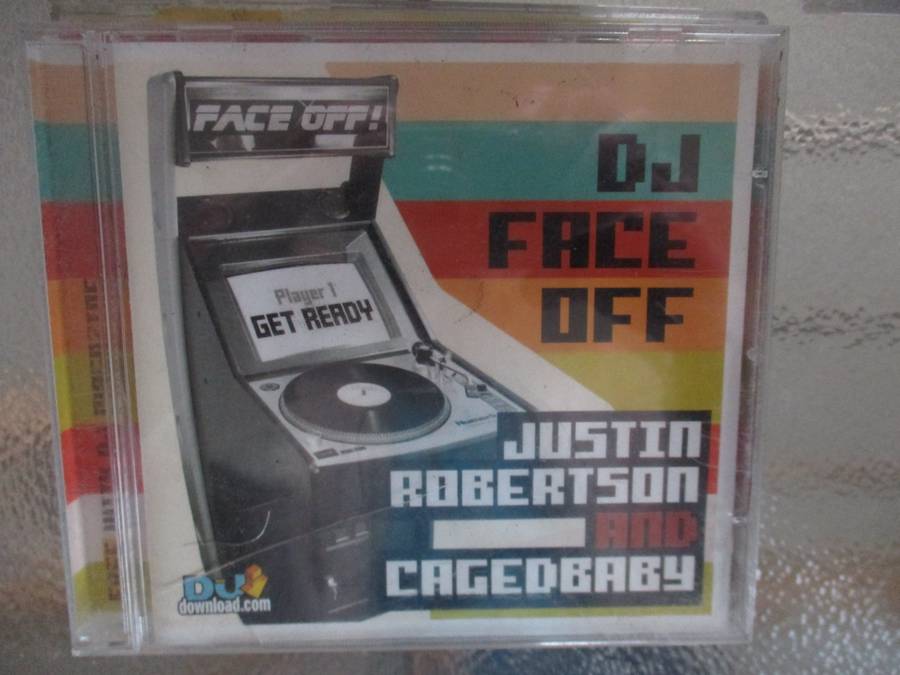 FACE OFF!
DJ
FACE
OFF
Player 1
GET READY
JUSTIN
ROBERTSON
AND
CAGEDBABY
DJ
download.com